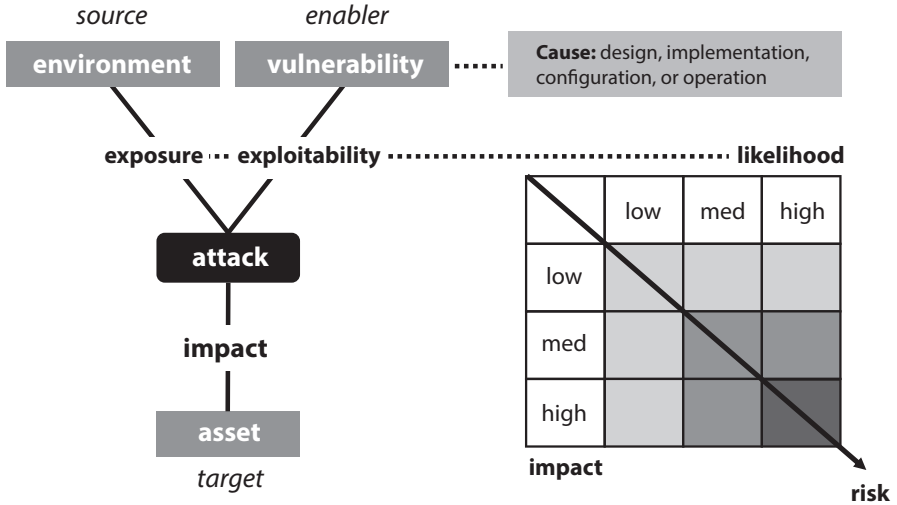 source
enabler
environment
vulnerability
Cause: design, implementation,
configuration, or operation
exposure
exploitability
likelihood
low med high
attack
low
impact
med
high
asset
impact
target
risk